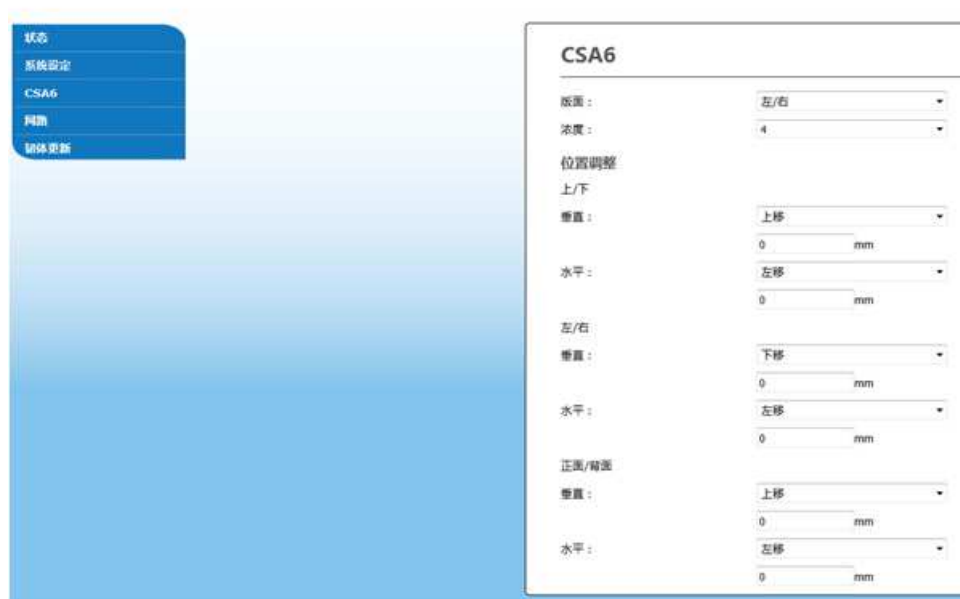 状态
系统设定
CSA6
网路
韧体更新
CSA6
版面： 左/右
浓度： 4
位置调整
上/下
垂直： 上移
0 mm
水平： 左移
0 mm
左/右
垂直： 下移
0 mm
水平： 左移
0 mm
正面/背面
垂直： 上移
0 mm
水平： 左移
0 mm